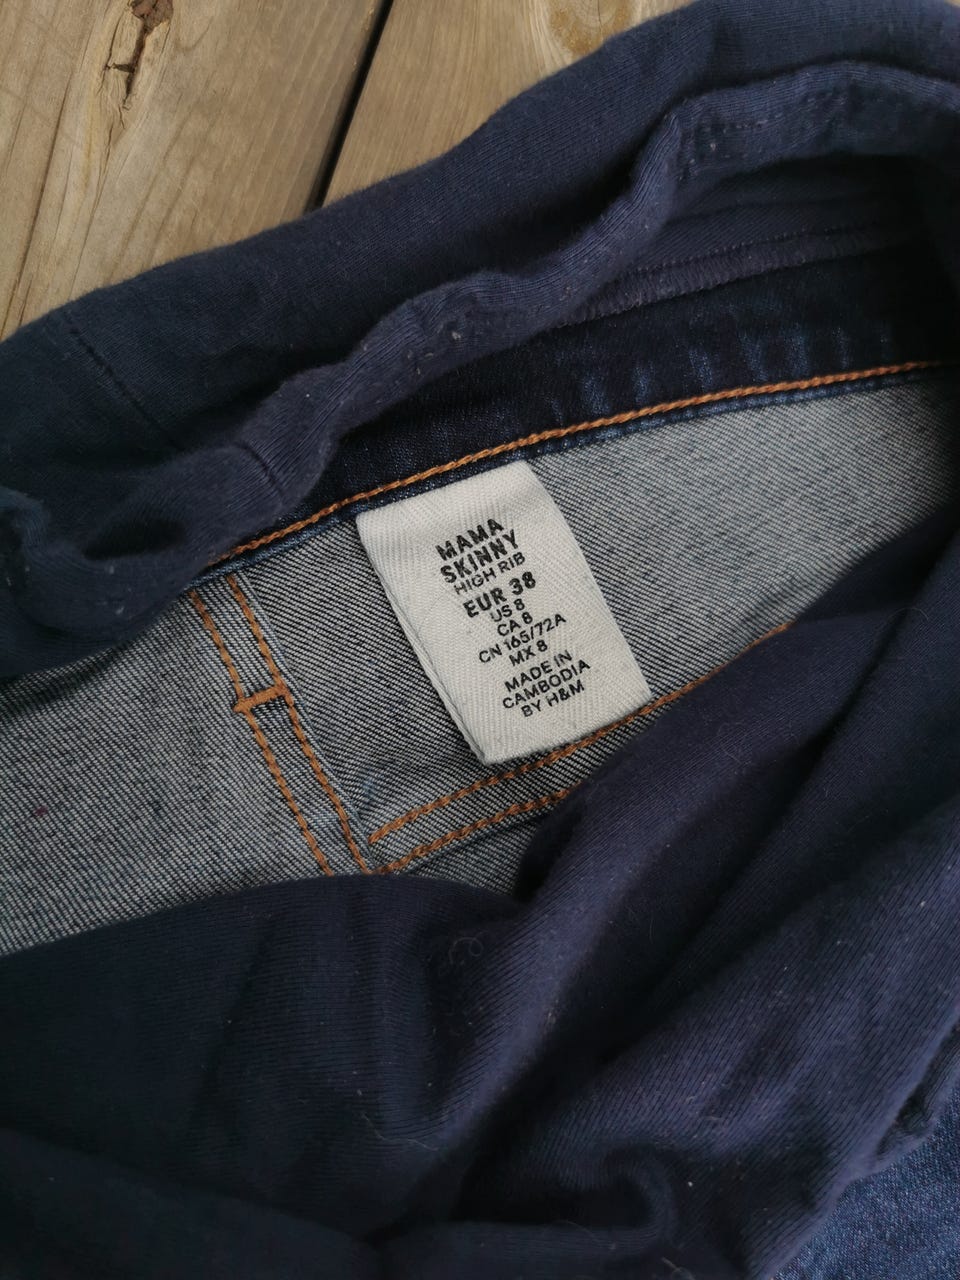 MAMA
SKINNY
HIGH RIB
EUR 38
US 8
CA 8
CN 165/72A
MX 8
MADE IN
CAMBODIA
BY H&M